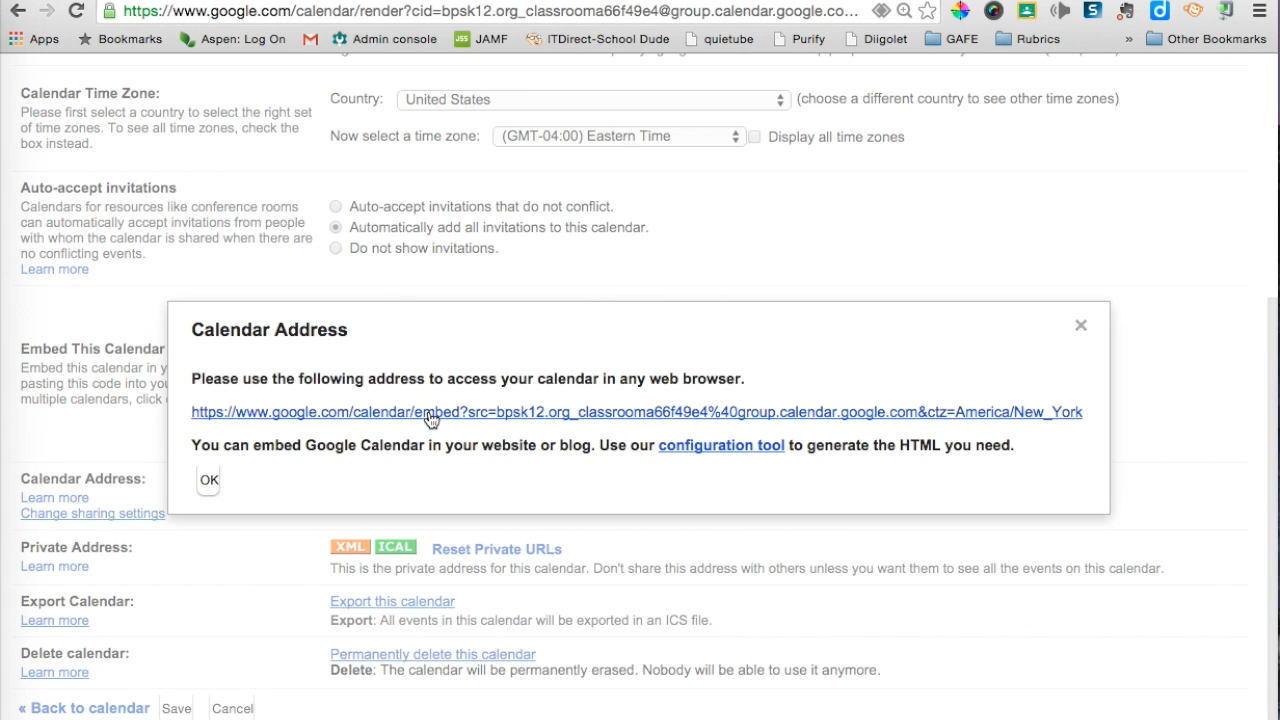 https://www.google.com/calendar/render?cid=bpsk12.org_classrooma66f49e4@group.calendar.google.co...
Apps Bookmarks Aspen: Log On Admin console JSS JAMF ITDirect-School Dude quietube Purify Diigolet GAFE Rubrics » Other Bookmarks
Calendar Time Zone:
Please first select a country to select the right set
of time zones. To see all time zones, check the
box instead.
Country: United States (choose a different country to see other time zones)
Now select a time zone: (GMT-04:00) Eastern Time Display all time zones
Auto-accept invitations
Calendars for resources like conference rooms
can automatically accept invitations from people
with whom the calendar is shared when there are
no conflicting events.
Learn more
Auto-accept invitations that do not conflict.
Automatically add all invitations to this calendar.
Do not show invitations.
Embed This Calendar
Embed this calendar in y
pasting this code into you
multiple calendars, click
Calendar Address
×
Please use the following address to access your calendar in any web browser.
https://www.google.com/calendar/embed?src=bpsk12.org_classrooma66f49e4%40group.calendar.google.com&ctz=America/New_York
You can embed Google Calendar in your website or blog. Use our configuration tool to generate the HTML you need.
OK
Calendar Address:
Learn more
Change sharing settings
Private Address:
Learn more
XML ICAL Reset Private URLs
This is the private address for this calendar. Don't share this address with others unless you want them to see all the events on this calendar.
Export Calendar:
Learn more
Export this calendar
Export: All events in this calendar will be exported in an ICS file.
Delete calendar:
Learn more
Permanently delete this calendar
Delete: The calendar will be permanently erased. Nobody will be able to use it anymore.
« Back to calendar Save Cancel